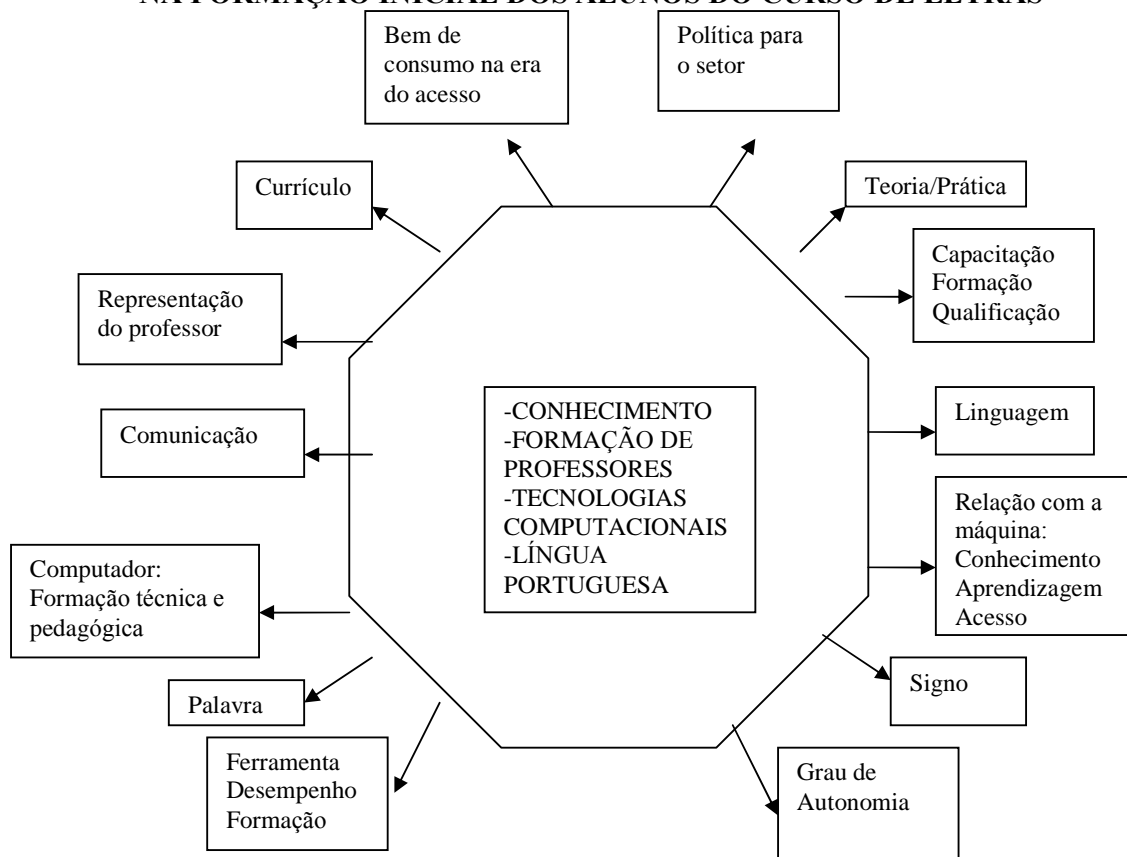 NA FORMAÇÃO INICIAL DOS ALUNOS DO CURSO DE LETRAS
Bem de
consumo na era
do acesso
Política para
o setor
Currículo
Teoria/Prática
Capacitação
Formação
Qualificação
Representação
do professor
-CONHECIMENTO
-FORMAÇÃO DE
PROFESSORES
-TECNOLOGIAS
COMPUTACIONAIS
-LÍNGUA
PORTUGUESA
Linguagem
Comunicação
Relação com a
máquina:
Conhecimento
Aprendizagem
Acesso
Computador:
Formação técnica e
pedagógica
Signo
Palavra
Ferramenta
Desempenho
Formação
Grau de
Autonomia